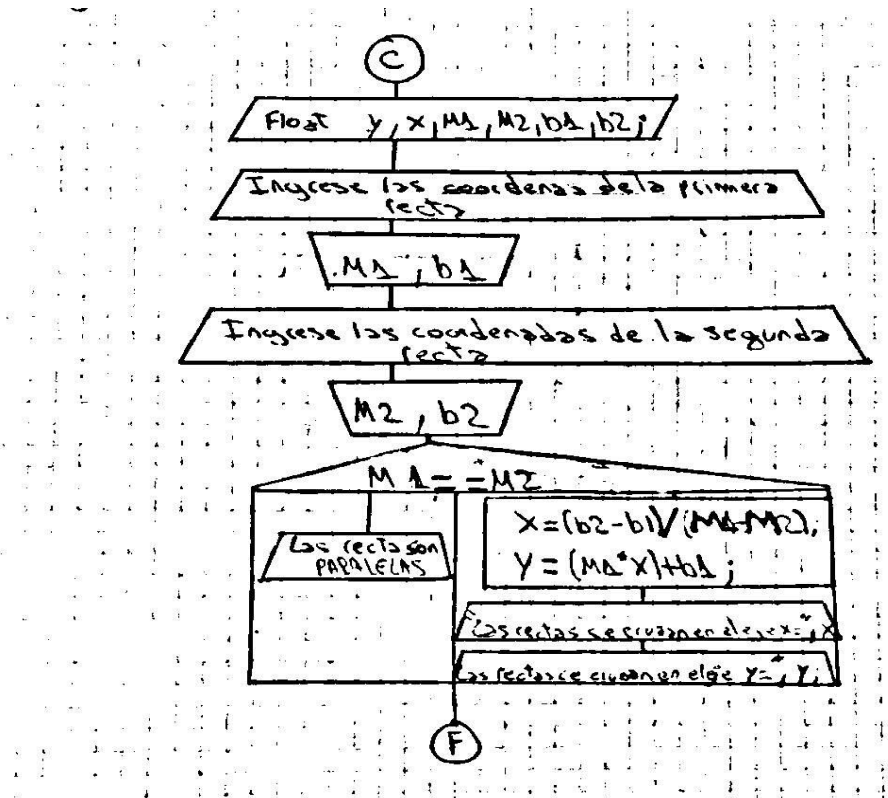 C
Float y, x, M1, M2, b1, b2;
Ingrese las coordenas de la primera
recta
M1, b1
Ingrese las coordenadas de la segunda
recta
M2, b2
M1 = = M2
Las recta son
PARALELAS
X=(b2-b1)/(M1-M2);
Y=(M1*X)+b1;
Las rectas se cruzan en el eje x=", X
Las rectas se cruzan en el eje Y=", Y;
F